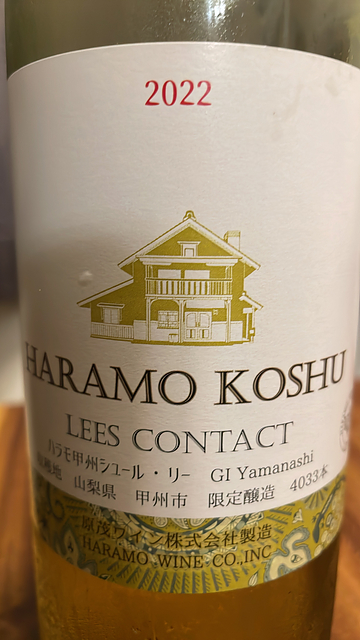 2022
HARAMO KOSHU
LEES CONTACT
ハラモ甲州シュール・リー GI Yamanashi
産地 山梨県 甲州市 限定醸造 4033本
原茂ワイン株式会社製造
HARAMO WINE CO.,INC